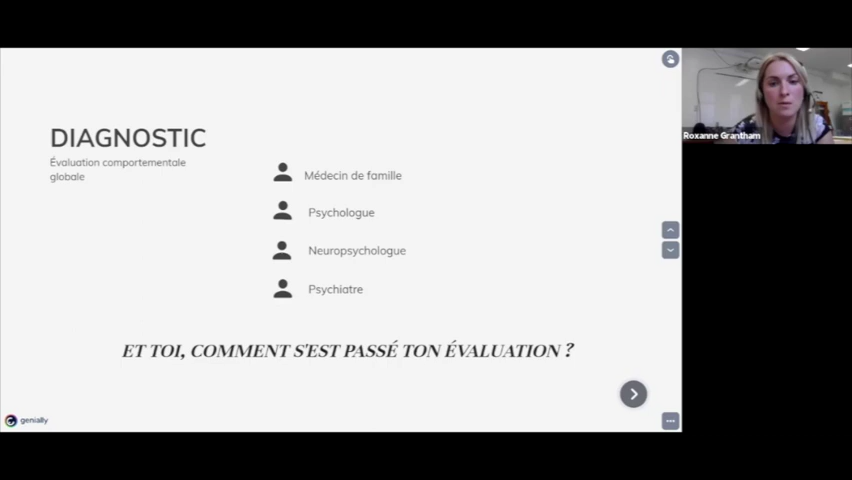 DIAGNOSTIC
Évaluation comportementale
globale
Médecin de famille
Psychologue
Neuropsychologue
Psychiatre
ET TOI, COMMENT S'EST PASSÉ TON ÉVALUATION ?
genially
Roxanne Grantham